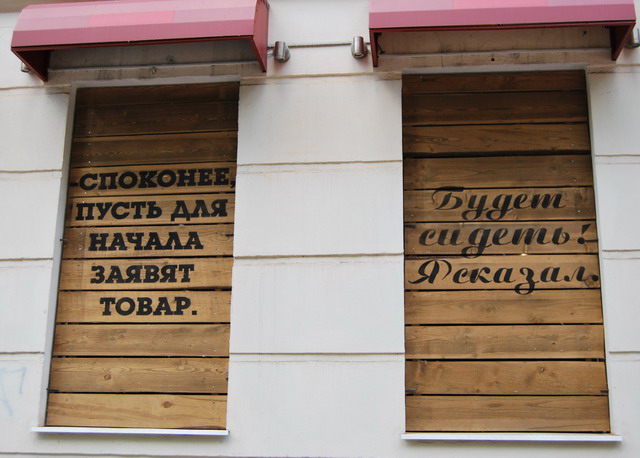 -СПОКОНЕЕ,
ПУСТЬ ДЛЯ
НАЧАЛА
ЗАЯВЯТ
ТОВАР.
Будет
сидеть!
Я сказал.